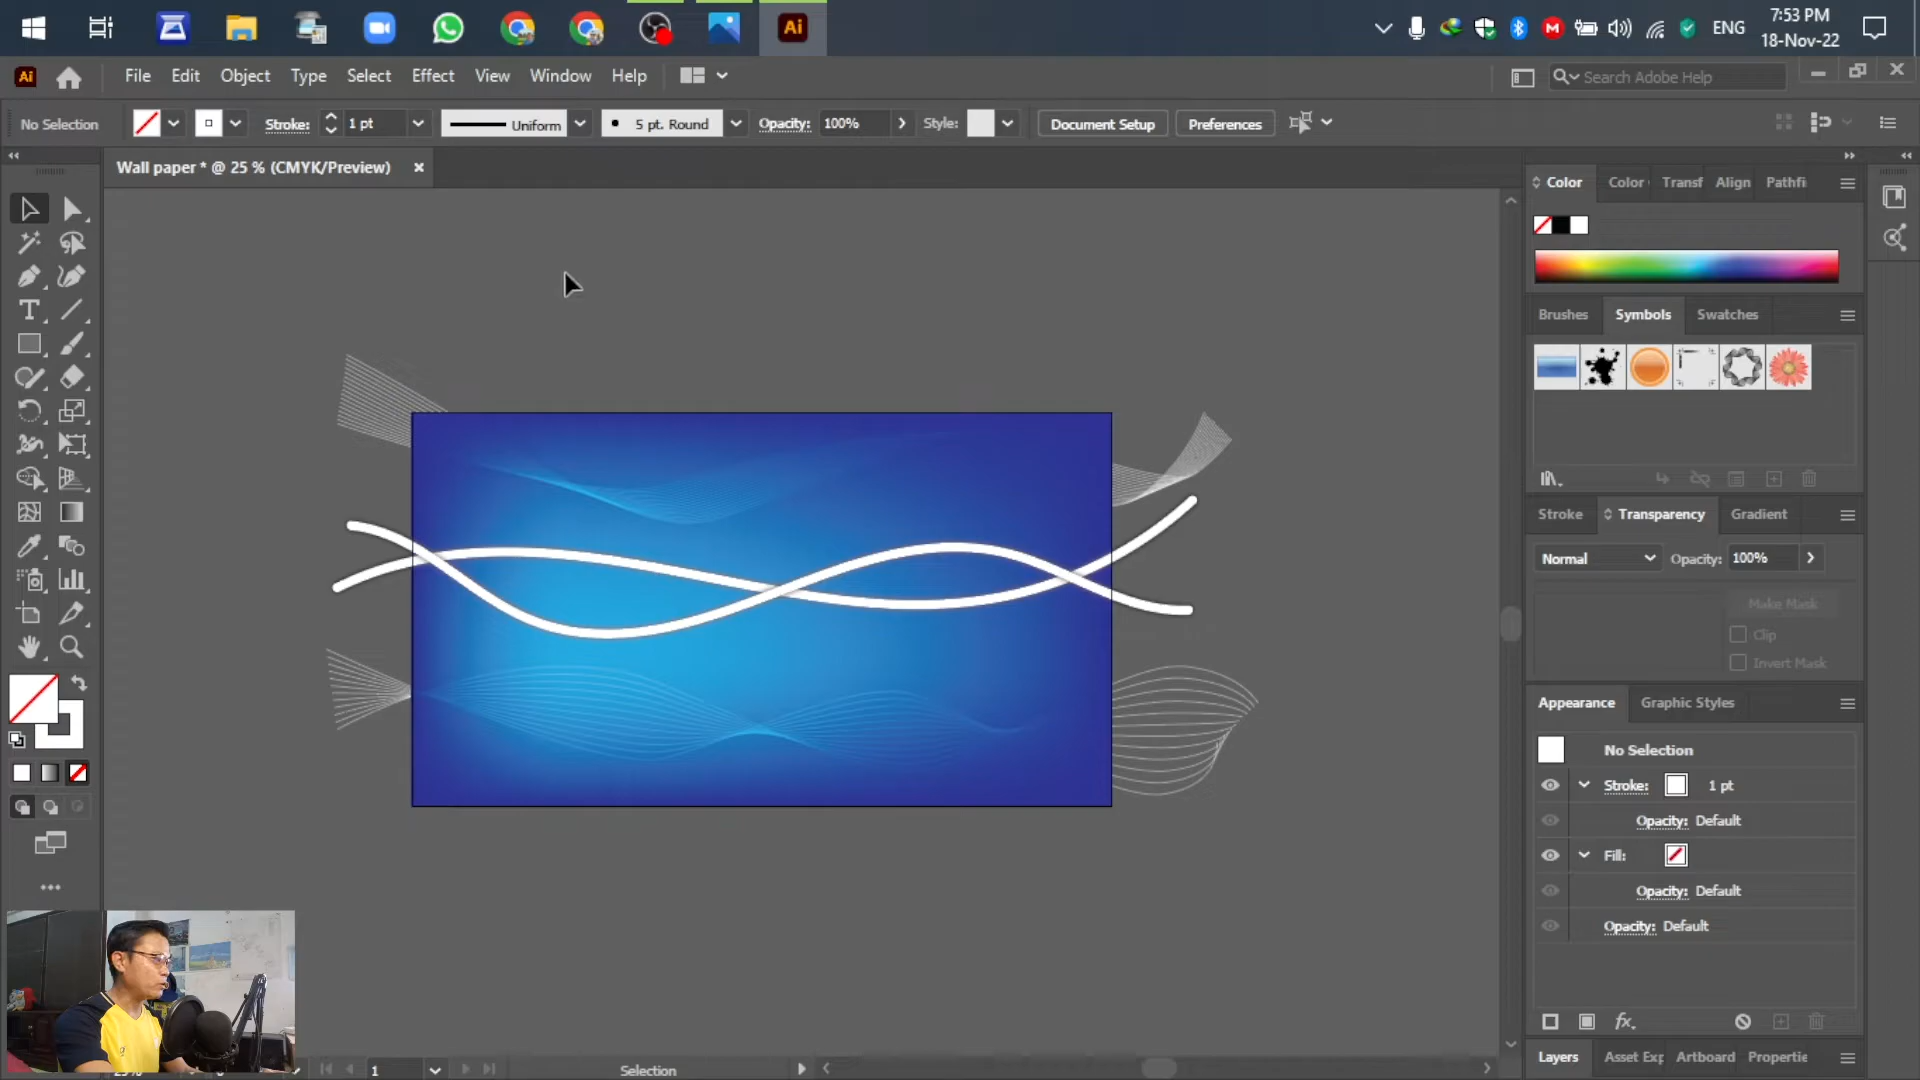 Ai
ENG
7:53 PM
18-Nov-22
Ai
File Edit Object Type Select Effect View Window Help
Search Adobe Help
No Selection
Stroke: 1 pt
Uniform
5 pt. Round
Opacity: 100%
Style:
Document Setup
Preferences
Wall paper * @ 25 % (CMYK/Preview)
Color Color Transf Align Pathfi
Brushes Symbols Swatches
Stroke Transparency Gradient
Normal Opacity: 100%
Make Mask
Clip
Invert Mask
Appearance Graphic Styles
No Selection
Stroke: 1 pt
Opacity: Default
Fill:
Opacity: Default
Opacity: Default
fx.
1 Selection
Layers Asset Exp Artboard Propertie